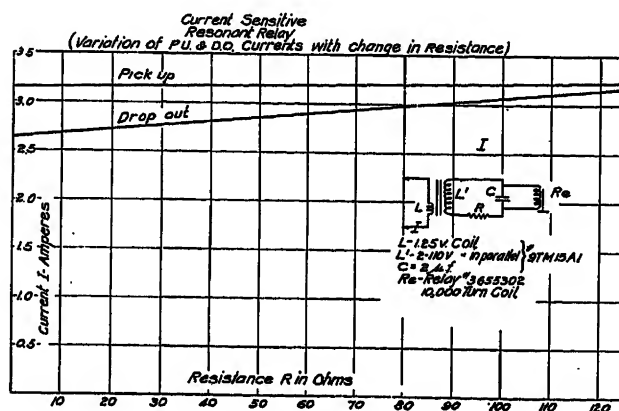 Current Sensitive
Resonant Relay
(Variation of P.U. & D.O. Currents with change in Resistance)
3.5
Pick up
3.0
Drop out
2.5
I
2.0
L
L'
C
R
Re
I
L-1.25 v. Coil
L'-2-110V - in parallel } # 9TM13A1
C = 2 μf.
Re-Relay # 3655302
10,000 Turn Coil
1.5
1.0
0.5
Current I-Amperes
Resistance R in Ohms
10 20 30 40 50 60 70 80 90 100 110 120